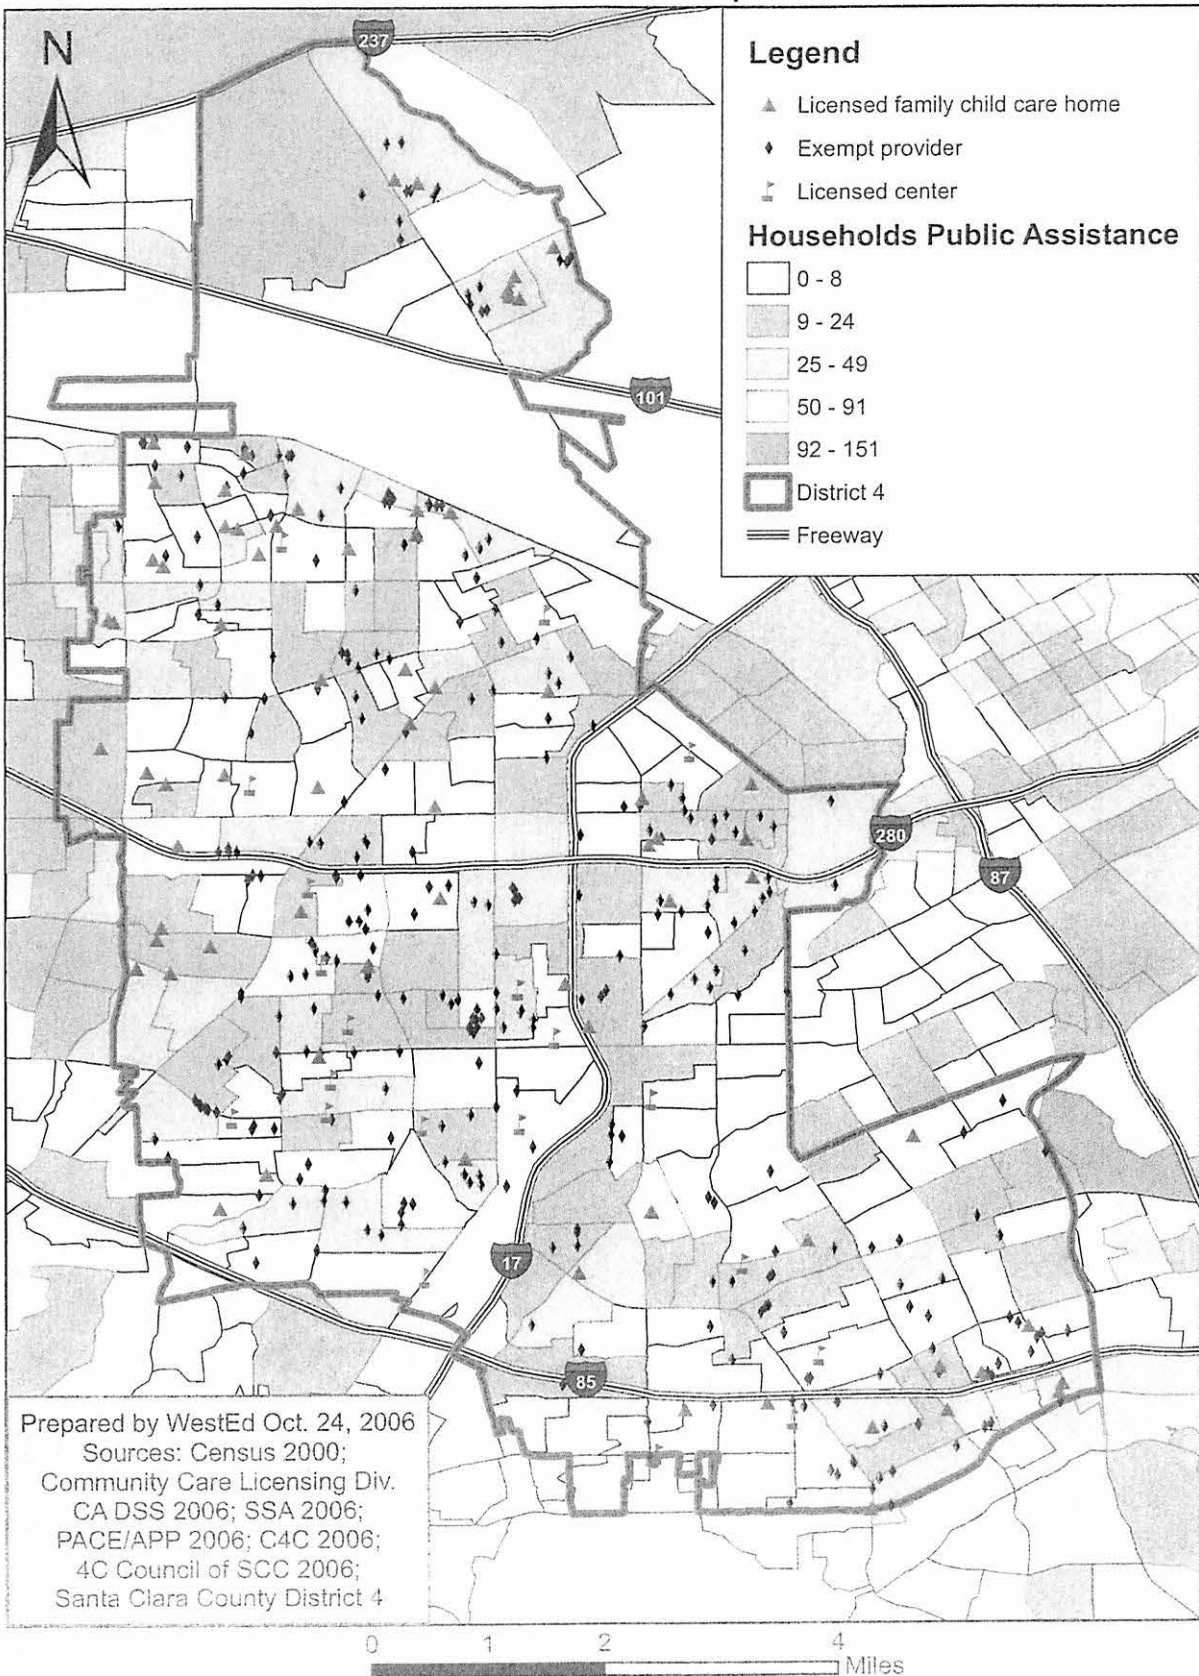 N
237
Legend
Licensed family child care home
Exempt provider
Licensed center
Households Public Assistance
0 - 8
9 - 24
25 - 49
50 - 91
92 - 151
District 4
Freeway
101
280
87
17
85
Prepared by WestEd Oct. 24, 2006
Sources: Census 2000;
Community Care Licensing Div.
CA DSS 2006; SSA 2006;
PACE/APP 2006; C4C 2006;
4C Council of SCC 2006;
Santa Clara County District 4
0 1 2 4
Miles